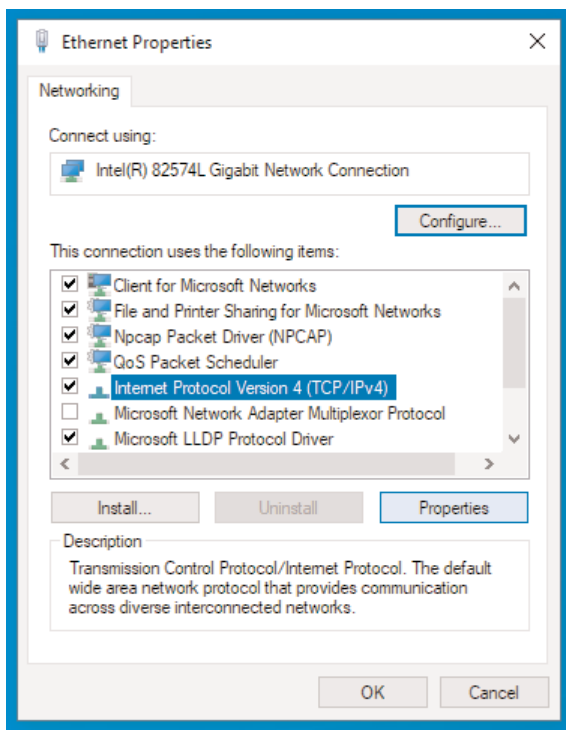 Ethernet Properties
Networking
Connect using:
Intel(R) 82574L Gigabit Network Connection
Configure...
This connection uses the following items:
Client for Microsoft Networks
File and Printer Sharing for Microsoft Networks
Npcap Packet Driver (NPCAP)
QoS Packet Scheduler
Internet Protocol Version 4 (TCP/IPv4)
Microsoft Network Adapter Multiplexor Protocol
Microsoft LLDP Protocol Driver
Install... Uninstall Properties
Description
Transmission Control Protocol/Internet Protocol. The default
wide area network protocol that provides communication
across diverse interconnected networks.
OK Cancel